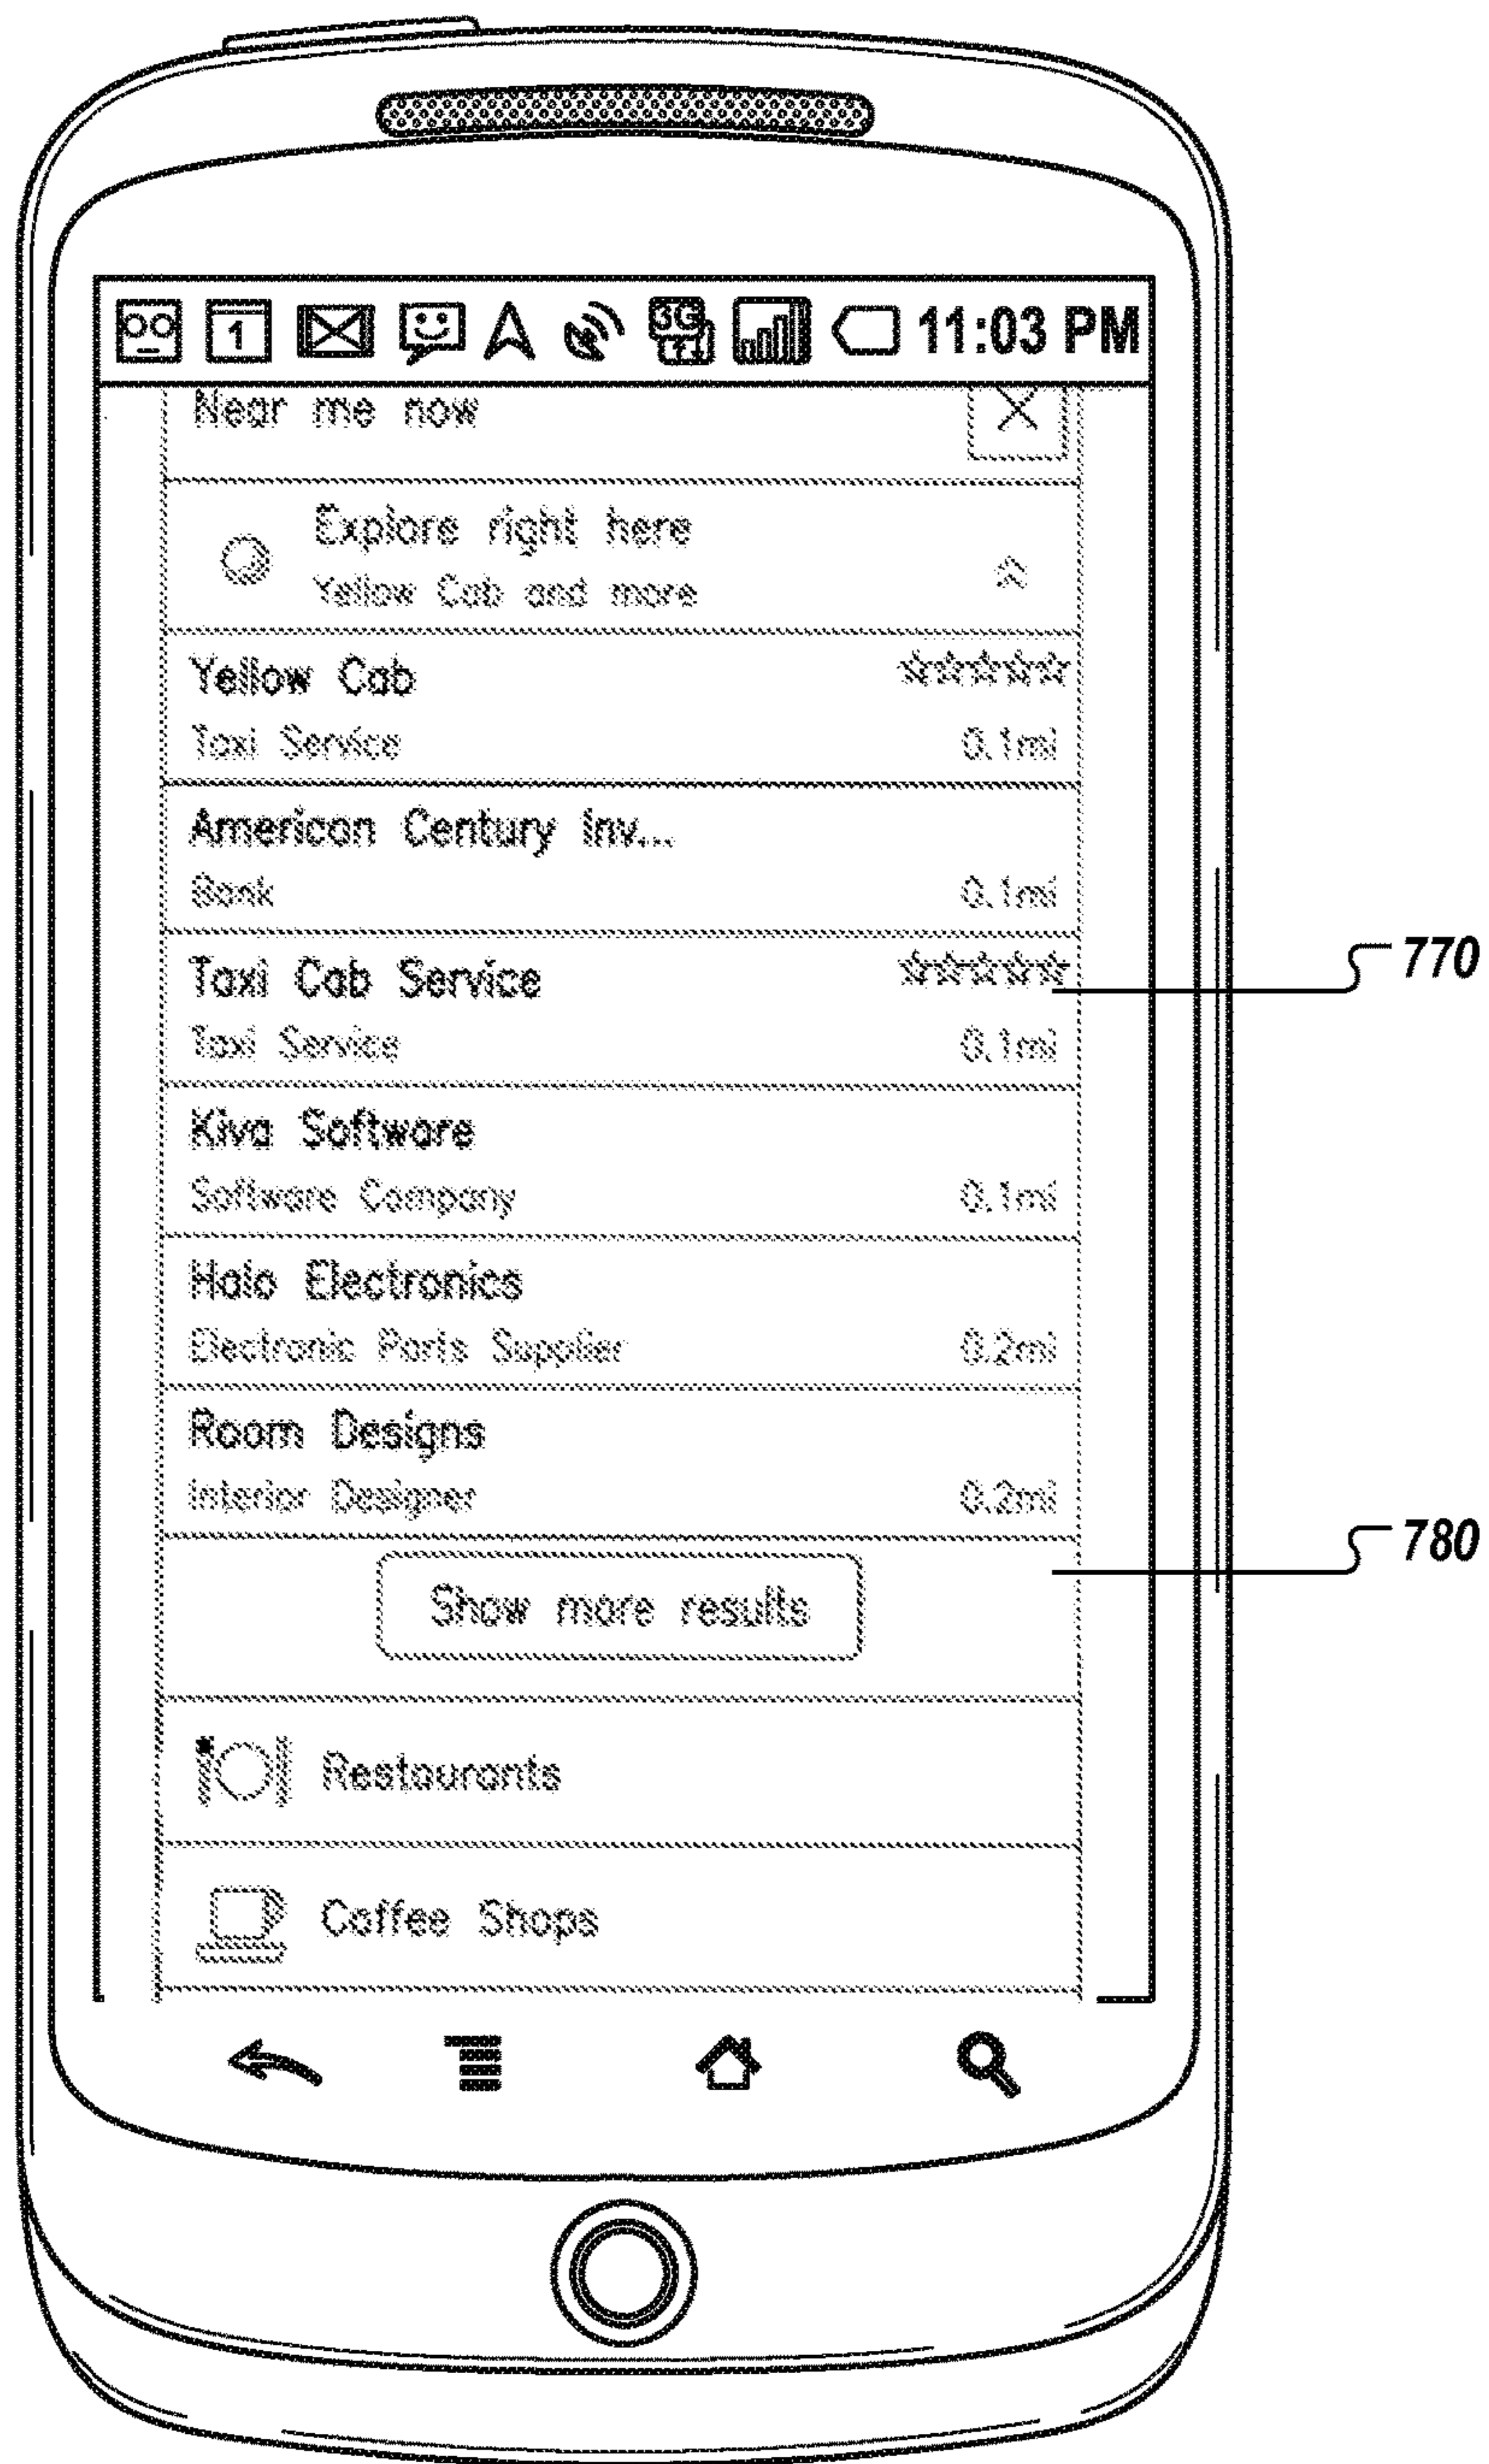 1 3G 11:03 PM
Near me now
Explore right here
Yellow Cab and more
Yellow Cab
Taxi Service 0.1mi
American Century Inv...
Bank 0.1mi
Taxi Cab Service
770
Taxi Service 0.1mi
Kiva Software
Software Company 0.1mi
Halo Electronics
Electronic Parts Supplier 0.2mi
Room Designs
Interior Designer 0.2mi
780
Show more results
Restaurants
Coffee Shops